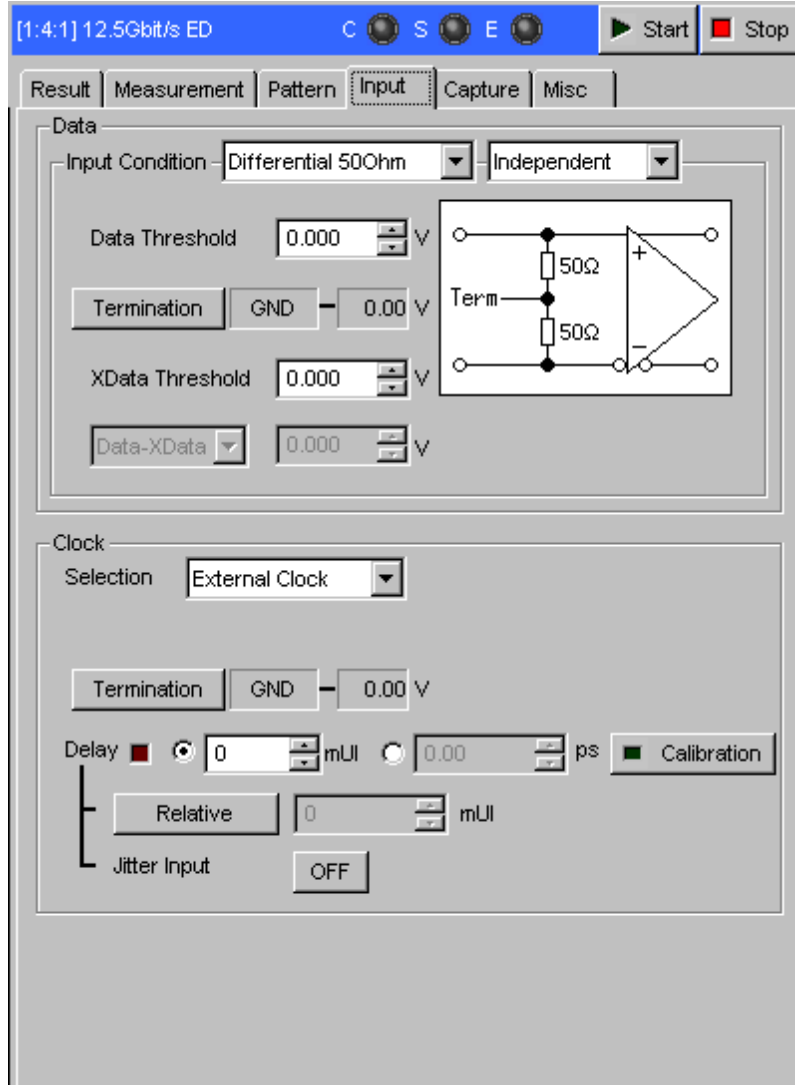 [1:4:1] 12.5Gbit/s ED C S E Start Stop
Result Measurement Pattern Input Capture Misc
Data
Input Condition Differential 50Ohm Independent
Data Threshold 0.000 V
50Ω
+
Termination GND 0.00 V
Term
50Ω
−
XData Threshold 0.000 V
Data-XData 0.000 V
Clock
Selection External Clock
Termination GND 0.00 V
Delay 0 mUI 0.00 ps Calibration
Relative 0 mUI
Jitter Input OFF